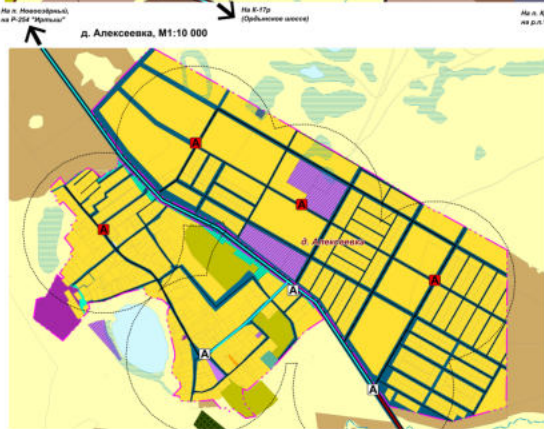 На п. Новоозёрный,
на Р-254 "Иртыш"
На К-17р
(Ордынское шоссе)
На п. К
на р.п.
д. Алексеевка, М1:10 000
А
А
д. Алексеевка
А
А
А
А
А